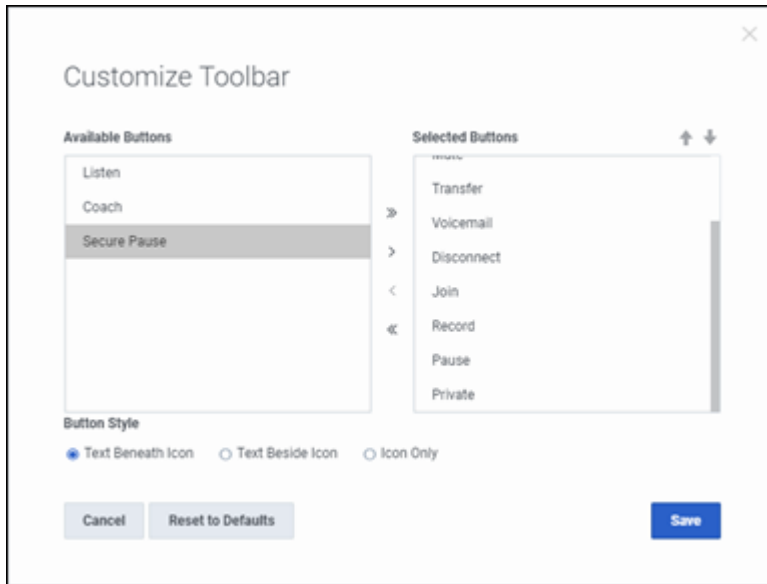 Customize Toolbar
Available Buttons
Selected Buttons
Listen
Coach
Secure Pause
Mute
Transfer
Voicemail
Disconnect
Join
Record
Pause
Private
Button Style
Text Beneath Icon
Text Beside Icon
Icon Only
Cancel
Reset to Defaults
Save